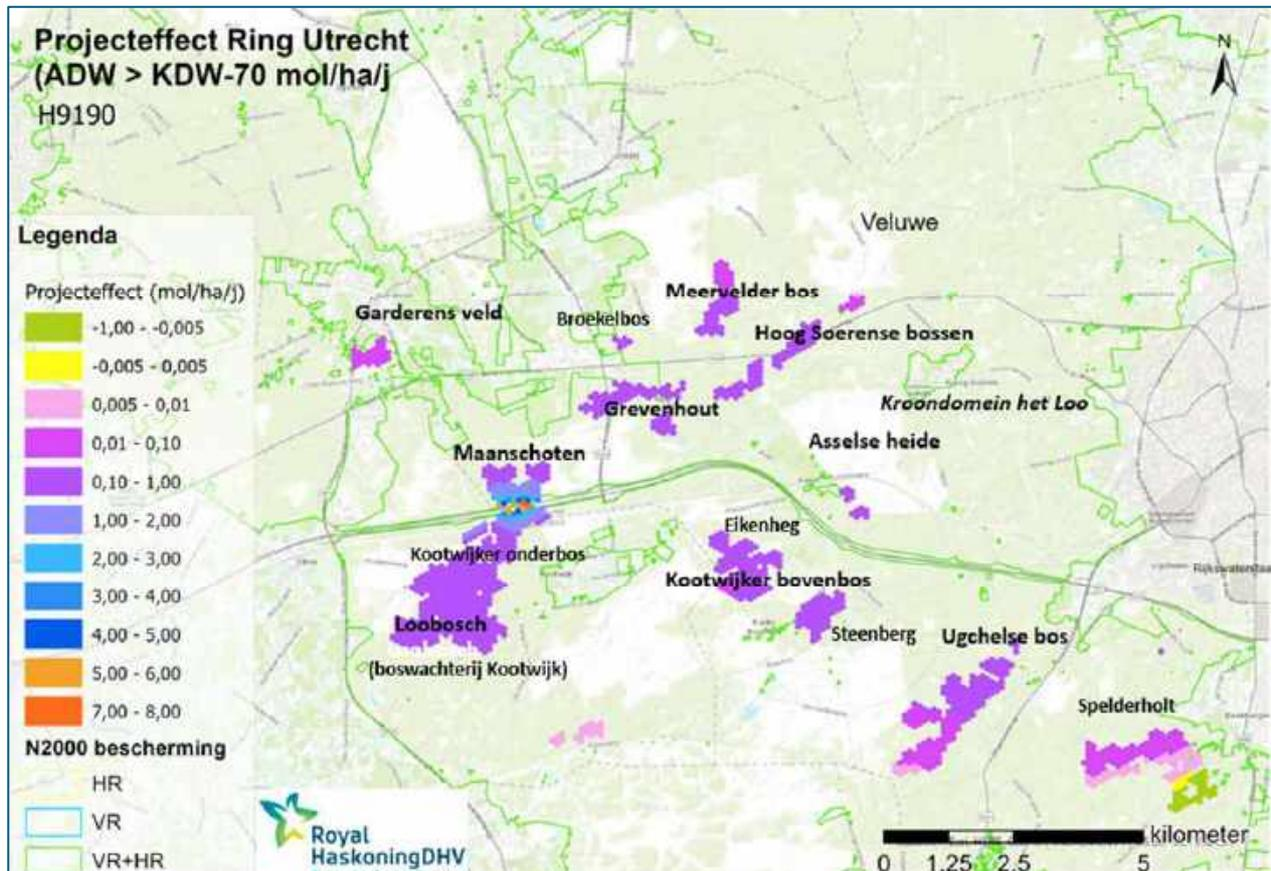 Projecteffect Ring Utrecht
(ADW > KDW-70 mol/ha/j
H9190
N
Veluwe
Legenda
Projecteffect (mol/ha/j)
-1,00 - -0,005
-0,005 - 0,005
0,005 - 0,01
0,01 - 0,10
0,10 - 1,00
1,00 - 2,00
2,00 - 3,00
3,00 - 4,00
4,00 - 5,00
5,00 - 6,00
7,00 - 8,00
N2000 bescherming
HR
VR
VR+HR
Meervelder bos
Garderens veld
Broekelbos
Hoog Soerense bossen
Grevenhout
Kroondomein het Loo
Asselse heide
Maanschoten
Eikenheg
Kootwijker onderbos
Kootwijker bovenbos
Loobosch
Steenberg
Ugchelse bos
(boswachterij Kootwijk)
Spelderholt
Royal
HaskoningDHV
kilometer
0 1,25 2,5 5